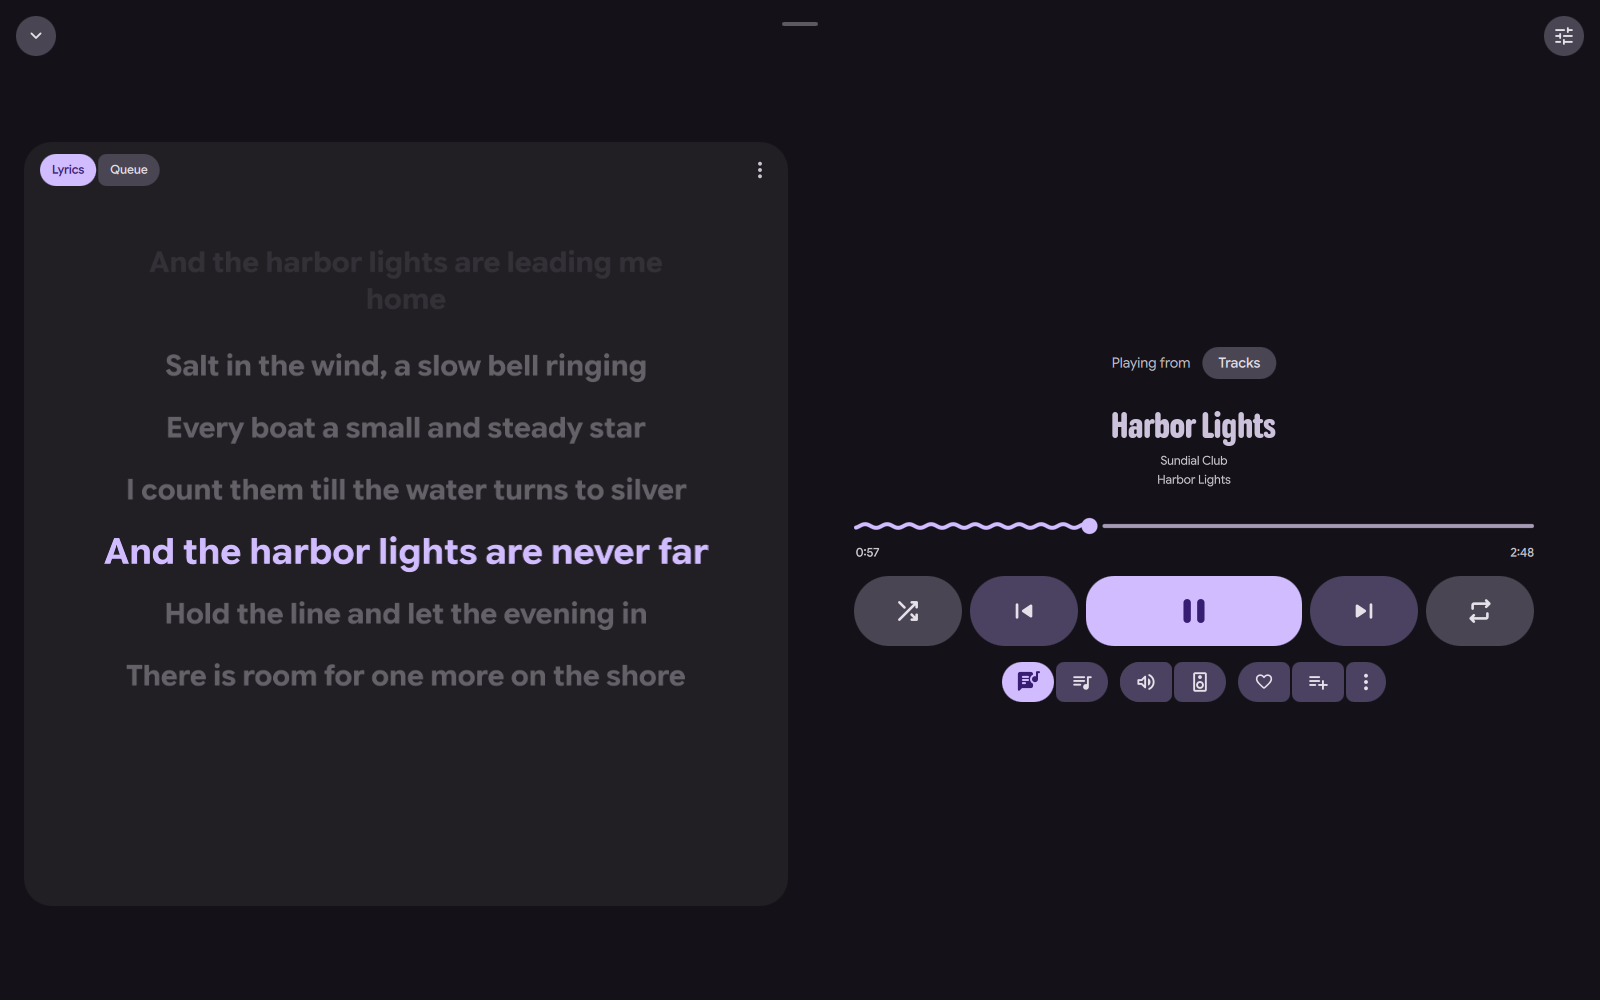 Lyrics
Queue
And the harbor lights are leading me
home
Salt in the wind, a slow bell ringing
Every boat a small and steady star
I count them till the water turns to silver
And the harbor lights are never far
Hold the line and let the evening in
There is room for one more on the shore
Playing from
Tracks
Harbor Lights
Sundial Club
Harbor Lights
0:57
2:48